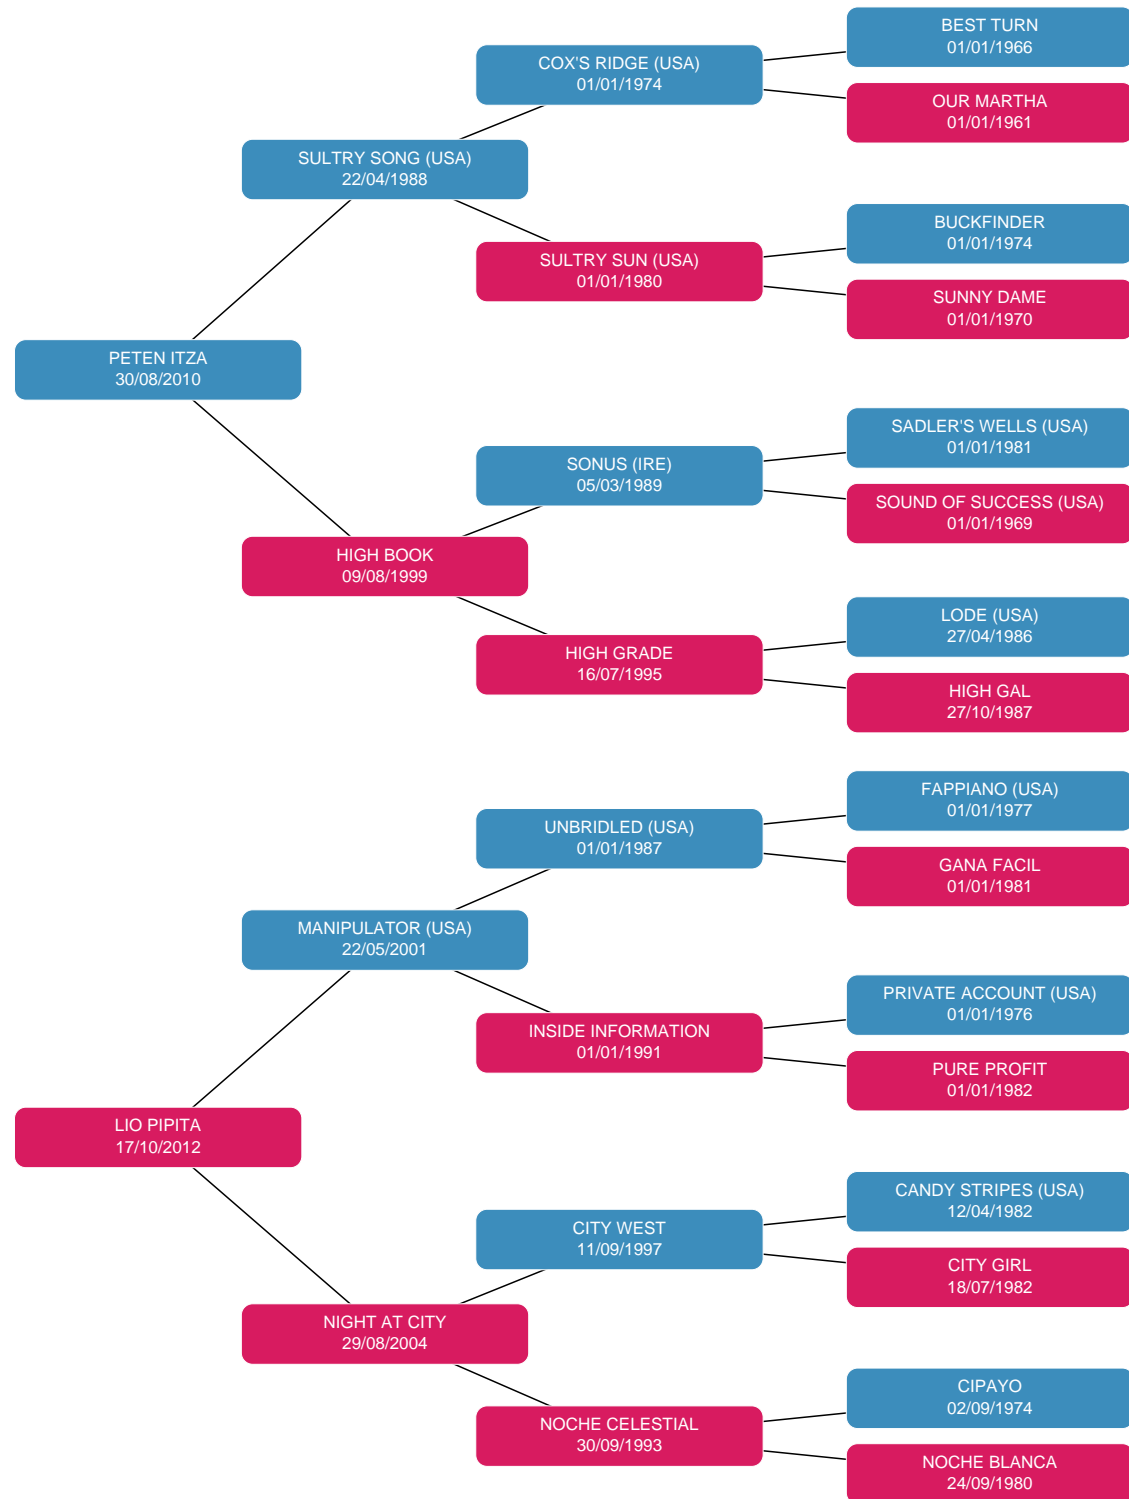 BEST TURN
01/01/1966
COX'S RIDGE (USA)
01/01/1974
OUR MARTHA
01/01/1961
SULTRY SONG (USA)
22/04/1988
BUCKFINDER
01/01/1974
SULTRY SUN (USA)
01/01/1980
SUNNY DAME
01/01/1970
PETEN ITZA
30/08/2010
SADLER'S WELLS (USA)
01/01/1981
SONUS (IRE)
05/03/1989
SOUND OF SUCCESS (USA)
01/01/1969
HIGH BOOK
09/08/1999
LODE (USA)
27/04/1986
HIGH GRADE
16/07/1995
HIGH GAL
27/10/1987
FAPPIANO (USA)
01/01/1977
UNBRIDLED (USA)
01/01/1987
GANA FACIL
01/01/1981
MANIPULATOR (USA)
22/05/2001
PRIVATE ACCOUNT (USA)
01/01/1976
INSIDE INFORMATION
01/01/1991
PURE PROFIT
01/01/1982
LIO PIPITA
17/10/2012
CANDY STRIPES (USA)
12/04/1982
CITY WEST
11/09/1997
CITY GIRL
18/07/1982
NIGHT AT CITY
29/08/2004
CIPAYO
02/09/1974
NOCHE CELESTIAL
30/09/1993
NOCHE BLANCA
24/09/1980